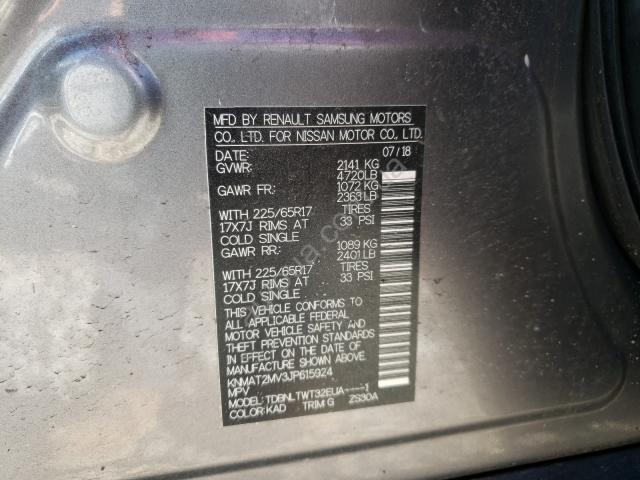 MFD BY RENAULT SAMSUNG MOTORS
CO., LTD. FOR NISSAN MOTOR CO., LTD.
DATE: 07/18
GVWR: 2141 KG
4720LB
GAWR FR: 1072 KG
2363LB
WITH 225/65R17 TIRES
17X7J RIMS AT 33 PSI
COLD SINGLE
GAWR RR: 1089 KG
2401LB
WITH 225/65R17 TIRES
17X7J RIMS AT 33 PSI
COLD SINGLE
THIS VEHICLE CONFORMS TO
ALL APPLICABLE FEDERAL
MOTOR VEHICLE SAFETY AND
THEFT PREVENTION STANDARDS
IN EFFECT ON THE DATE OF
MANUFACTURE SHOWN ABOVE.
KNMAT2MV3JP615924
MPV
MODEL: TDBNLTWT32EUA----1
COLOR: KAD TRIM: G ZS30A